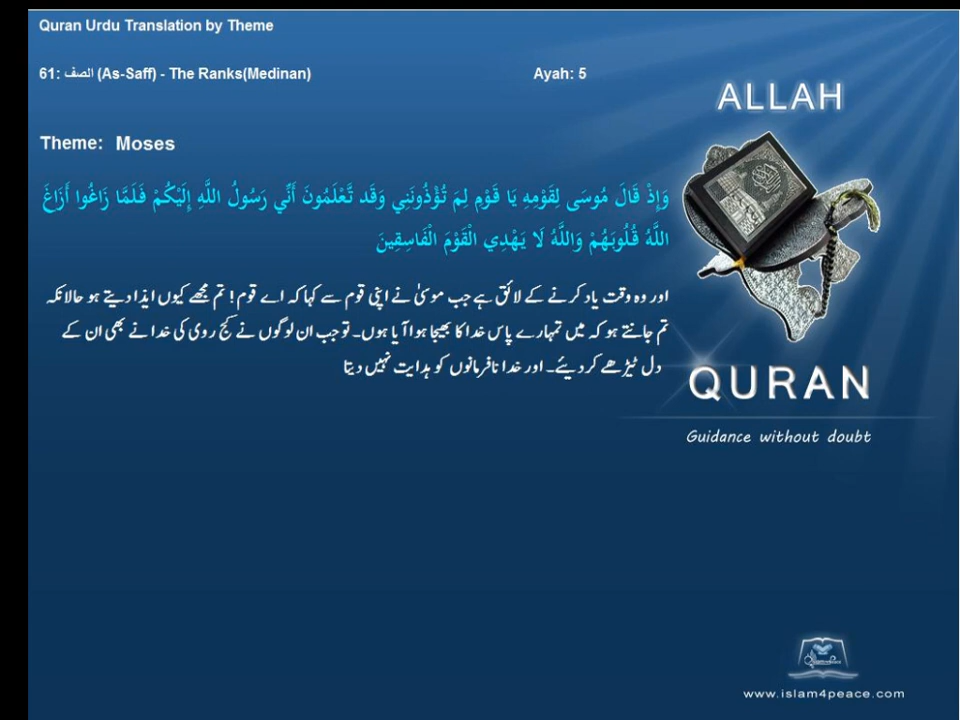 Quran Urdu Translation by Theme
61: الصف (As-Saff) - The Ranks(Medinan) Ayah: 5
ALLAH
Theme: Moses
وَإِذْ قَالَ مُوسَى لِقَوْمِهِ يَا قَوْمِ لِمَ تُؤْذُونَنِي وَقَد تَّعْلَمُونَ أَنِّي رَسُولُ اللَّهِ إِلَيْكُمْ فَلَمَّا زَاغُوا أَزَاغَ
اللَّهُ قُلُوبَهُمْ وَاللَّهُ لَا يَهْدِي الْقَوْمَ الْفَاسِقِينَ
اور وہ وقت یاد کرنے کے لائق ہے جب موسیٰ نے اپنی قوم سے کہا کہ اے قوم! تم مجھے کیوں ایذا دیتے ہو حالانکہ
تم جانتے ہو کہ میں تمہارے پاس خدا کا بھیجا ہوا آیا ہوں۔ تو جب ان لوگوں نے کج روی کی خدا نے بھی ان کے
دل ٹیڑھے کر دیئے۔ اور خدا نافرمانوں کو ہدایت نہیں دیتا
QURAN
Guidance without doubt
www.islam4peace.com